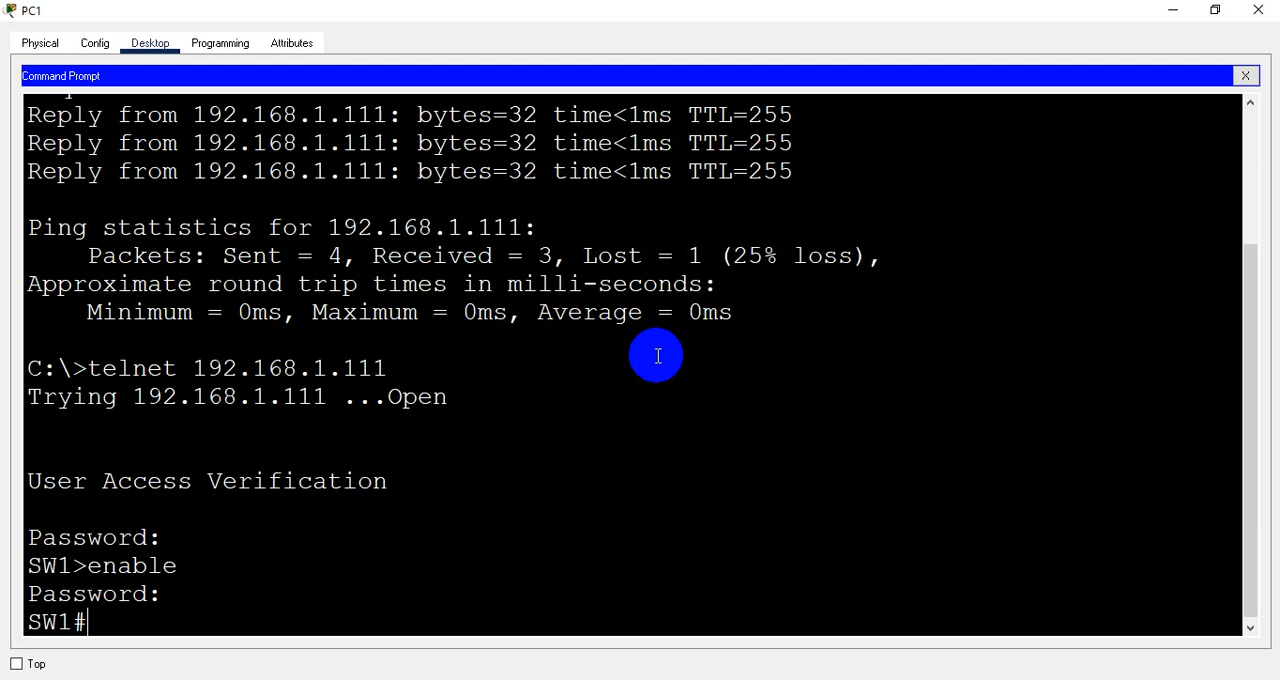 PC1
Physical Config Desktop Programming Attributes
Command Prompt X
Reply from 192.168.1.111: bytes=32 time<1ms TTL=255
Reply from 192.168.1.111: bytes=32 time<1ms TTL=255
Reply from 192.168.1.111: bytes=32 time<1ms TTL=255
Ping statistics for 192.168.1.111:
Packets: Sent = 4, Received = 3, Lost = 1 (25% loss),
Approximate round trip times in milli-seconds:
Minimum = 0ms, Maximum = 0ms, Average = 0ms
C:\>telnet 192.168.1.111
Trying 192.168.1.111 ...Open
User Access Verification
Password:
SW1>enable
Password:
SW1#
Top